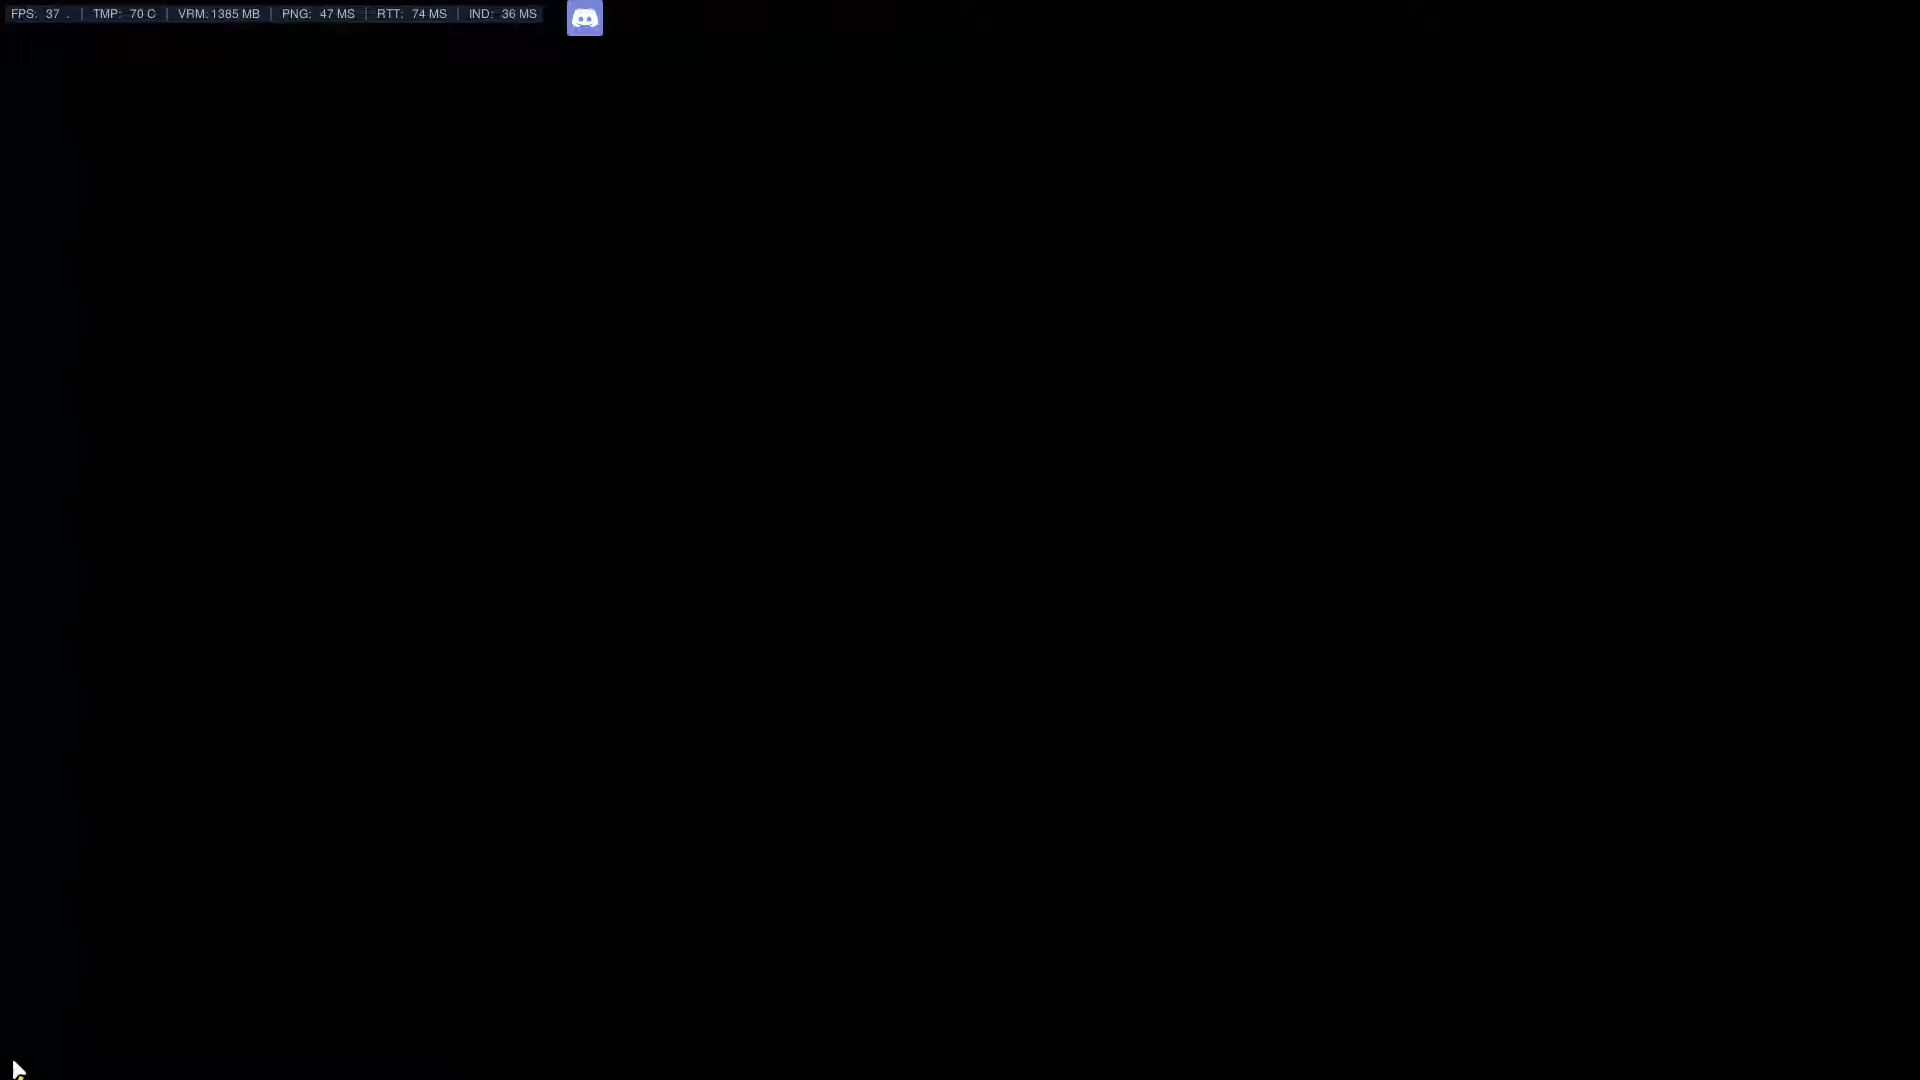 FPS: 37 . | TMP: 70 C | VRM: 1385 MB | PNG: 47 MS | RTT: 74 MS | IND: 36 MS